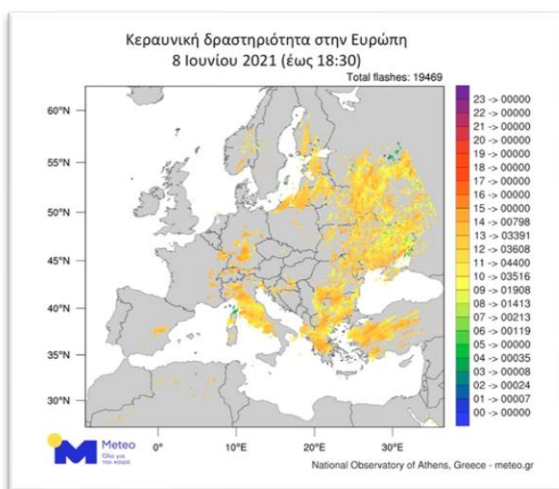 Κεραυνική δραστηριότητα στην Ευρώπη
8 Ιουνίου 2021 (έως 18:30)
Total flashes: 19469
60°N
55°N
50°N
45°N
40°N
35°N
30°N
0°
10°E
20°E
30°E
23 -> 00000
22 -> 00000
21 -> 00000
20 -> 00000
19 -> 00000
18 -> 00000
17 -> 00000
16 -> 00000
15 -> 00000
14 -> 00798
13 -> 03391
12 -> 03608
11 -> 04400
10 -> 03516
09 -> 01908
08 -> 01413
07 -> 00213
06 -> 00119
05 -> 00000
04 -> 00035
03 -> 00008
02 -> 00024
01 -> 00007
00 -> 00000
Meteo
Όλα για
τον καιρό
National Observatory of Athens, Greece - meteo.gr